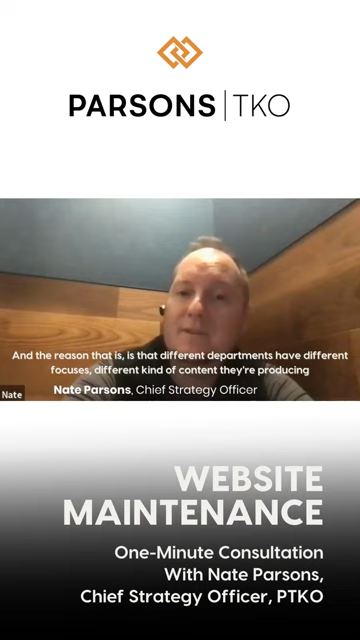 PARSONS | TKO
And the reason that is, is that different departments have different
focuses, different kind of content they're producing
Nate Parsons, Chief Strategy Officer
Nate
WEBSITE
MAINTENANCE
One-Minute Consultation
With Nate Parsons,
Chief Strategy Officer, PTKO